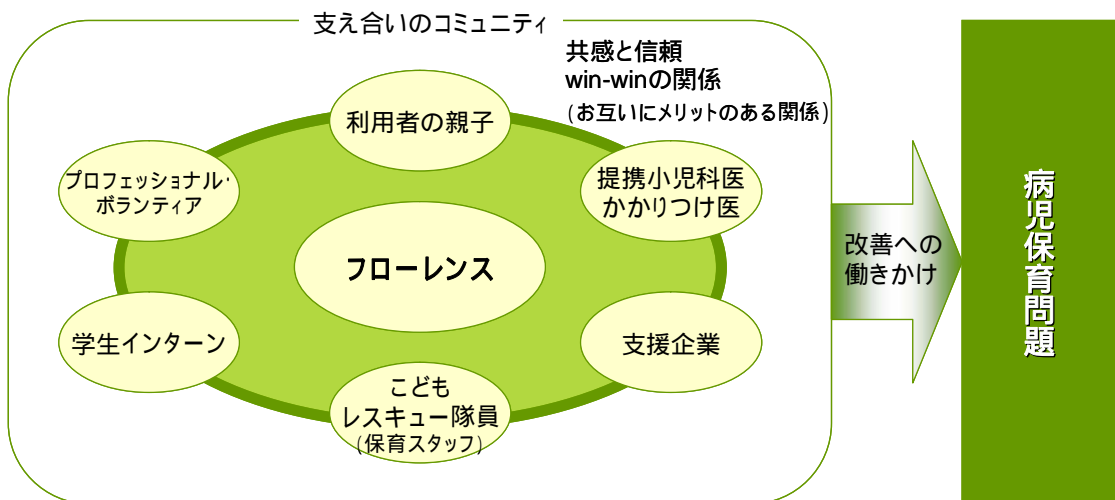 支え合いのコミュニティ
共感と信頼
win-winの関係
(お互いにメリットのある関係)
利用者の親子
プロフェッショナル・
ボランティア
提携小児科医
かかりつけ医
フローレンス
学生インターン
支援企業
こども
レスキュー隊員
(保育スタッフ)
改善への
働きかけ
病児保育問題